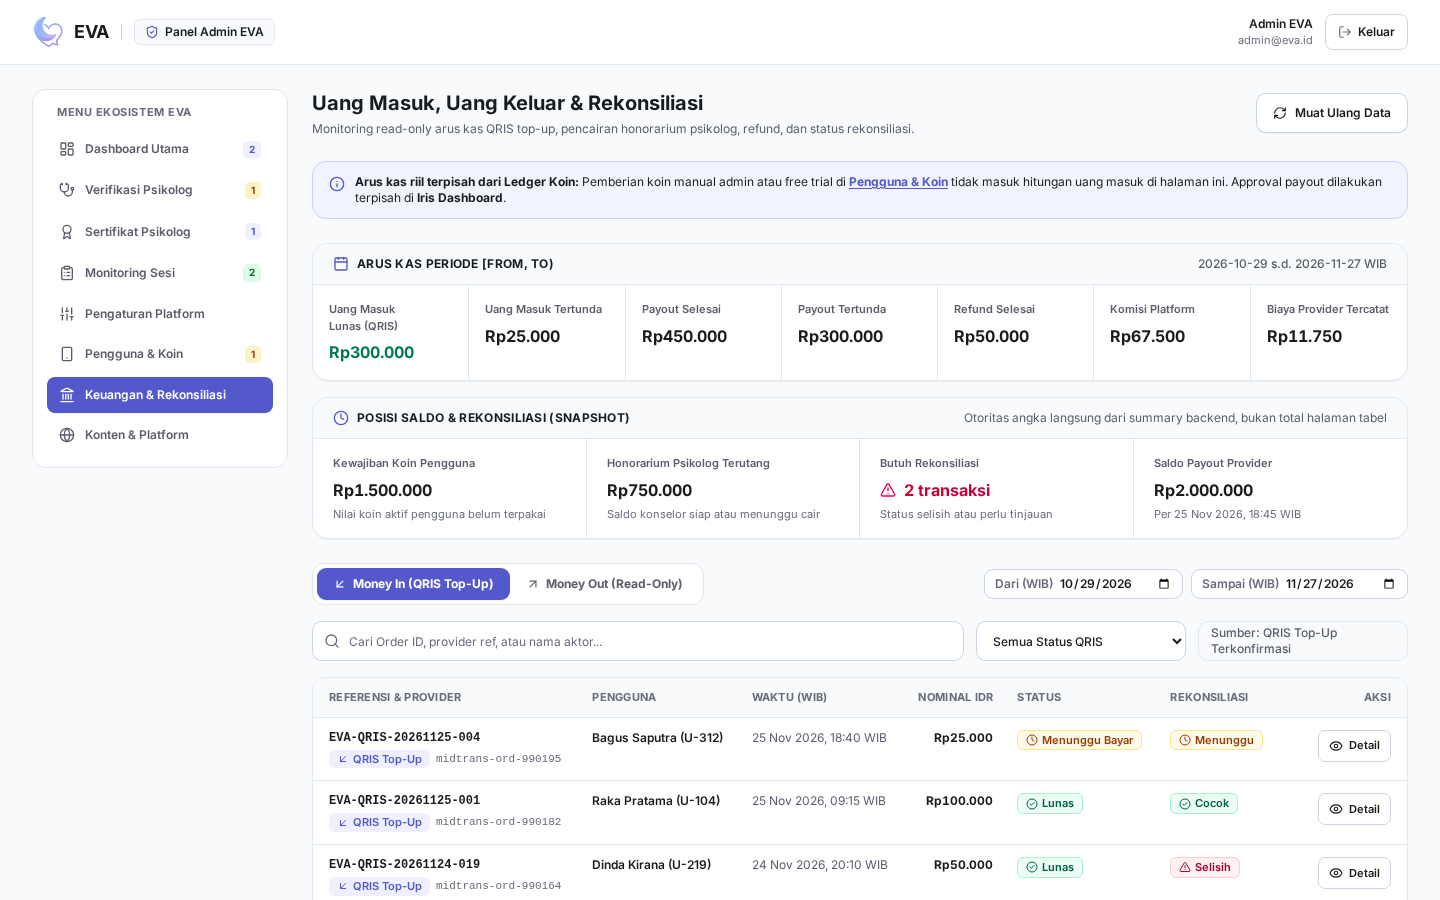 EVA
Panel Admin EVA
Admin EVA
admin@eva.id
Keluar
MENU EKOSISTEM EVA
Dashboard Utama 2
Verifikasi Psikolog 1
Sertifikat Psikolog 1
Monitoring Sesi 2
Pengaturan Platform
Pengguna & Koin 1
Keuangan & Rekonsiliasi
Konten & Platform
Uang Masuk, Uang Keluar & Rekonsiliasi
Monitoring read-only arus kas QRIS top-up, pencairan honorarium psikolog, refund, dan status rekonsiliasi.
Muat Ulang Data
Arus kas riil terpisah dari Ledger Koin: Pemberian koin manual admin atau free trial di Pengguna & Koin tidak masuk hitungan uang masuk di halaman ini. Approval payout dilakukan
terpisah di Iris Dashboard.
ARUS KAS PERIODE [FROM, TO)
2026-10-29 s.d. 2026-11-27 WIB
Uang Masuk
Lunas (QRIS)
Rp300.000
Uang Masuk Tertunda
Rp25.000
Payout Selesai
Rp450.000
Payout Tertunda
Rp300.000
Refund Selesai
Rp50.000
Komisi Platform
Rp67.500
Biaya Provider Tercatat
Rp11.750
POSISI SALDO & REKONSILIASI (SNAPSHOT)
Otoritas angka langsung dari summary backend, bukan total halaman tabel
Kewajiban Koin Pengguna
Rp1.500.000
Nilai koin aktif pengguna belum terpakai
Honorarium Psikolog Terutang
Rp750.000
Saldo konselor siap atau menunggu cair
Butuh Rekonsiliasi
2 transaksi
Status selisih atau perlu tinjauan
Saldo Payout Provider
Rp2.000.000
Per 25 Nov 2026, 18:45 WIB
Money In (QRIS Top-Up)
Money Out (Read-Only)
Dari (WIB) 10/29/2026
Sampai (WIB) 11/27/2026
Cari Order ID, provider ref, atau nama aktor...
Semua Status QRIS
Sumber: QRIS Top-Up
Terkonfirmasi
REFERENSI & PROVIDER PENGGUNA WAKTU (WIB) NOMINAL IDR STATUS REKONSILIASI AKSI
EVA-QRIS-20261125-004 Bagus Saputra (U-312) 25 Nov 2026, 18:40 WIB Rp25.000 Menunggu Bayar Menunggu Detail
QRIS Top-Up midtrans-ord-990195
EVA-QRIS-20261125-001 Raka Pratama (U-104) 25 Nov 2026, 09:15 WIB Rp100.000 Lunas Cocok Detail
QRIS Top-Up midtrans-ord-990182
EVA-QRIS-20261124-019 Dinda Kirana (U-219) 24 Nov 2026, 20:10 WIB Rp50.000 Lunas Selisih Detail
QRIS Top-Up midtrans-ord-990164